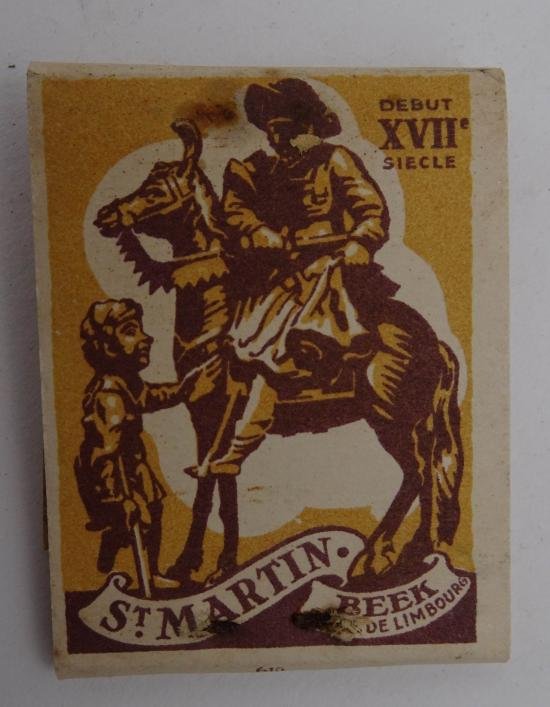 DEBUT
XVIIe
SIECLE
ST. MARTIN.
BEEK
DE LIMBOURG